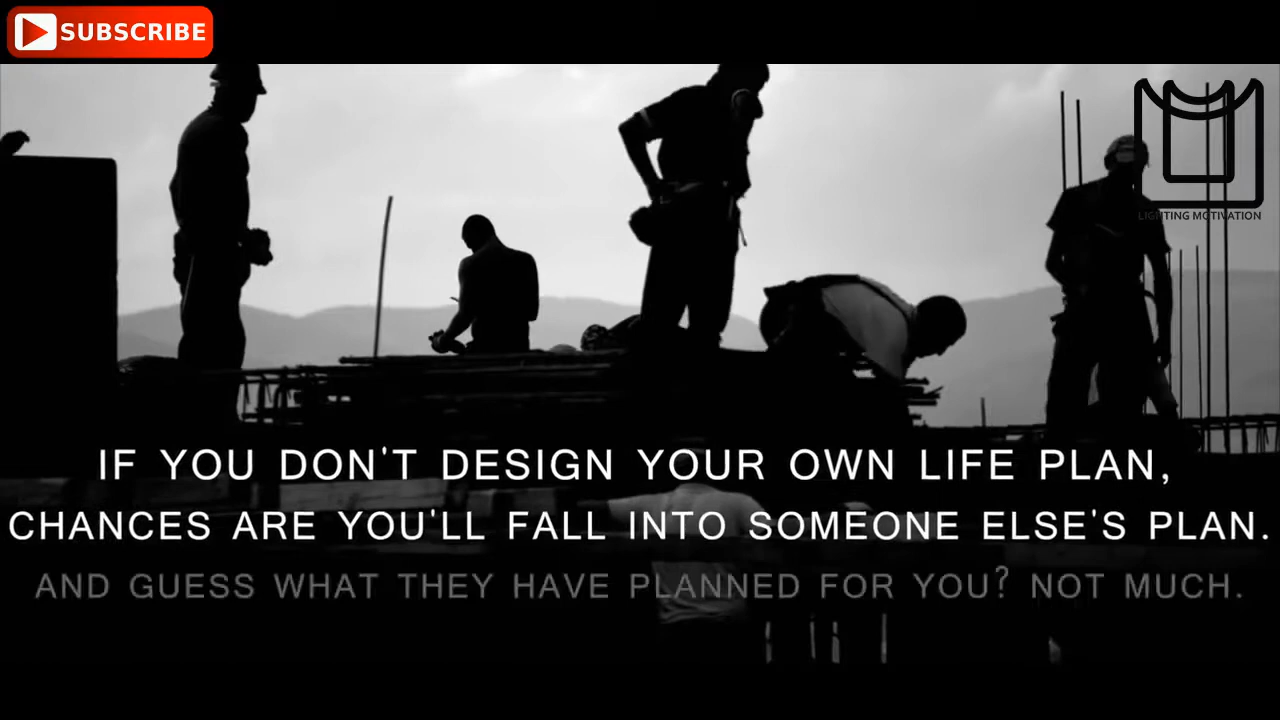 SUBSCRIBE
LIGHTING MOTIVATION
IF YOU DON'T DESIGN YOUR OWN LIFE PLAN,
CHANCES ARE YOU'LL FALL INTO SOMEONE ELSE'S PLAN.
AND GUESS WHAT THEY HAVE PLANNED FOR YOU? NOT MUCH.